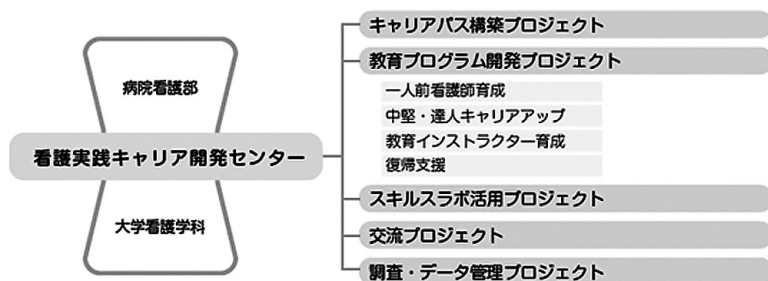 病院看護部
看護実践キャリア開発センター
大学看護学科
キャリアパス構築プロジェクト
教育プログラム開発プロジェクト
一人前看護師育成
中堅・達人キャリアアップ
教育インストラクター育成
復帰支援
スキルスラボ活用プロジェクト
交流プロジェクト
調査・データ管理プロジェクト